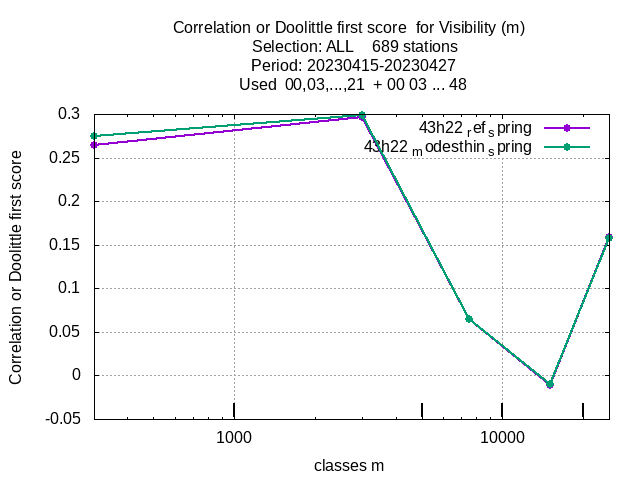 Correlation or Doolittle first score  for Visibility (m)
Selection: ALL    689 stations
Period: 20230415-20230427
Used  00,03,...,21  + 00 03 ... 48
43h22 ref spring
43h22 modesthin spring
Correlation or Doolittle first score
0.3
0.25
0.2
0.15
0.1
0.05
0
-0.05
1000
10000
classes m